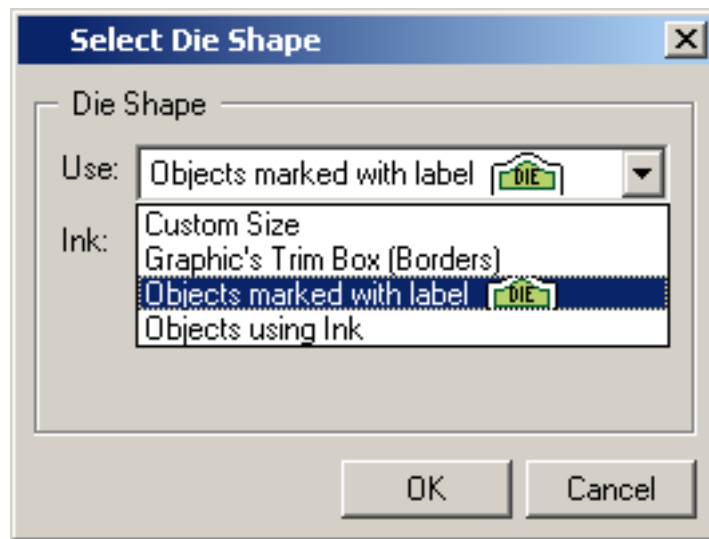 Select Die Shape
Die Shape
Use: Objects marked with label DIE
Ink:
Custom Size
Graphic's Trim Box (Borders)
Objects marked with label DIE
Objects using Ink
OK Cancel